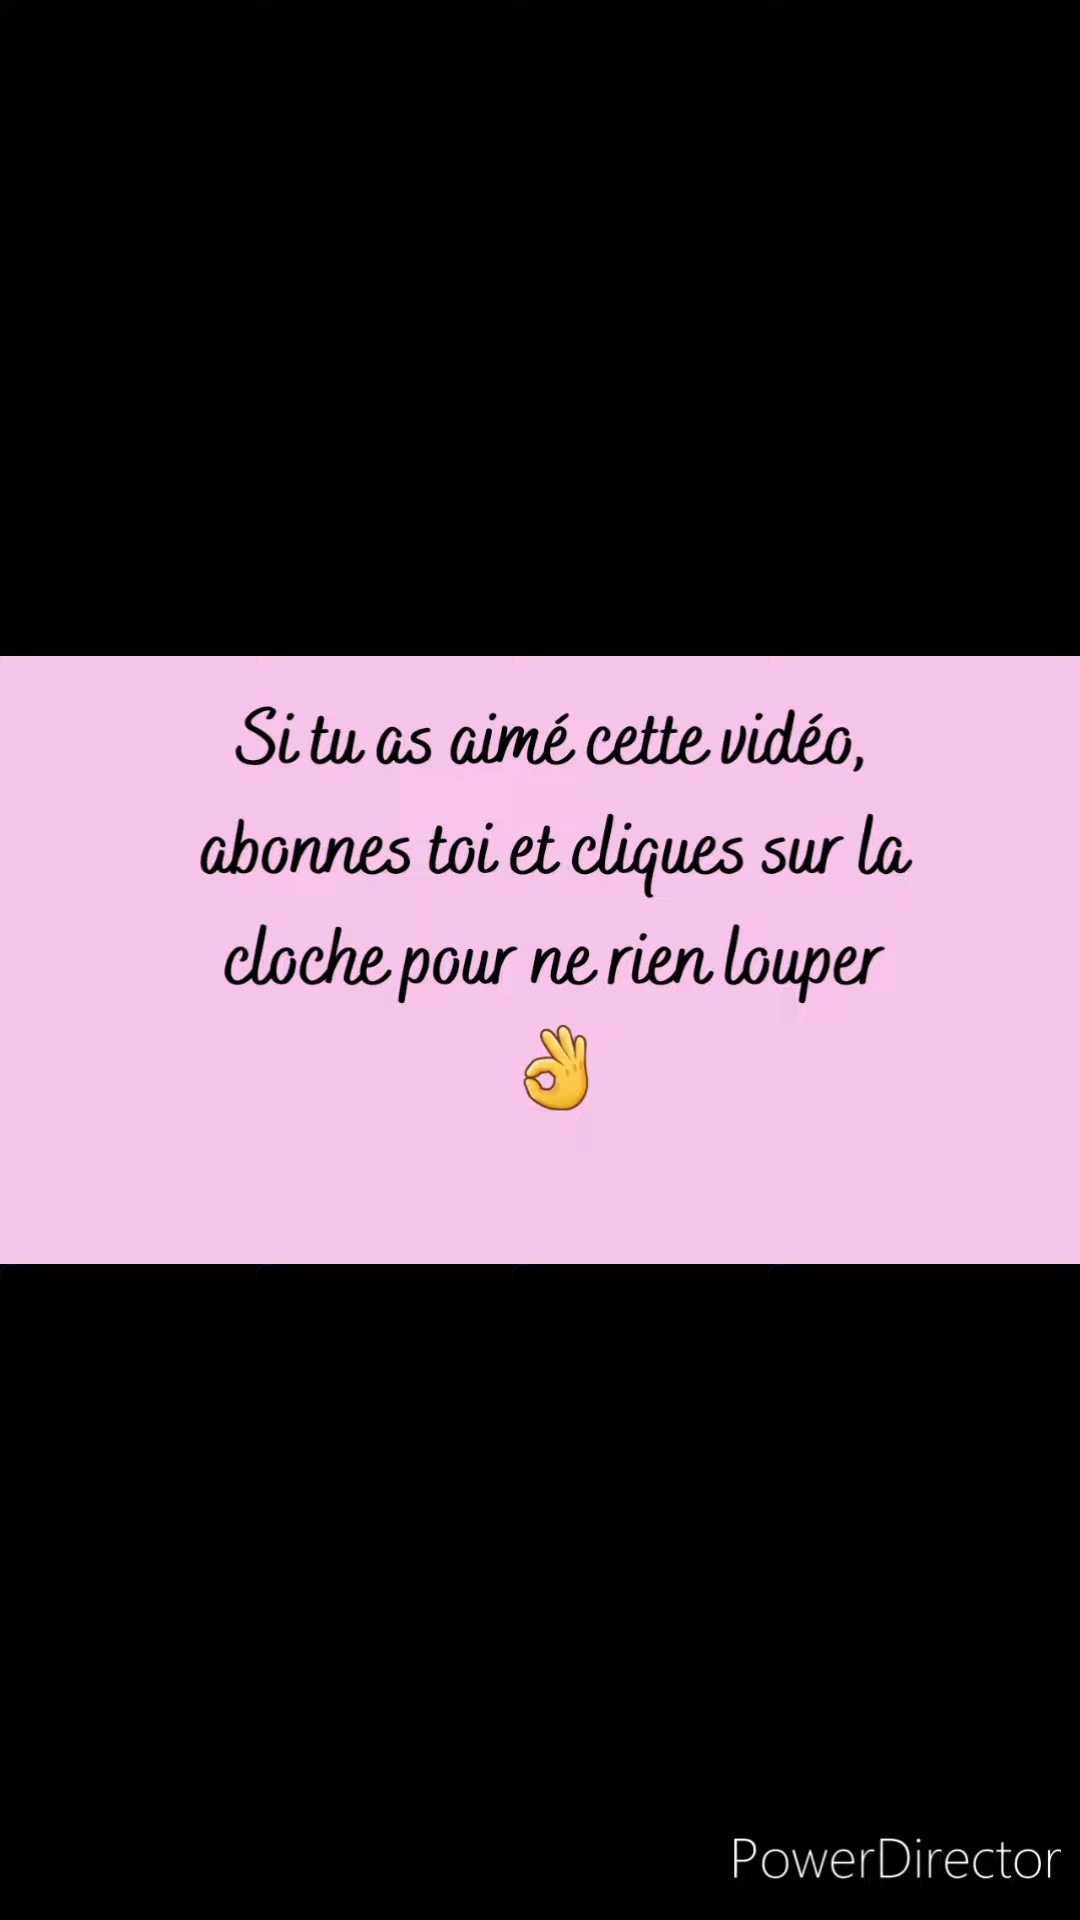 Si tu as aimé cette vidéo,
abonnes toi et cliques sur la
cloche pour ne rien louper
👌
PowerDirector